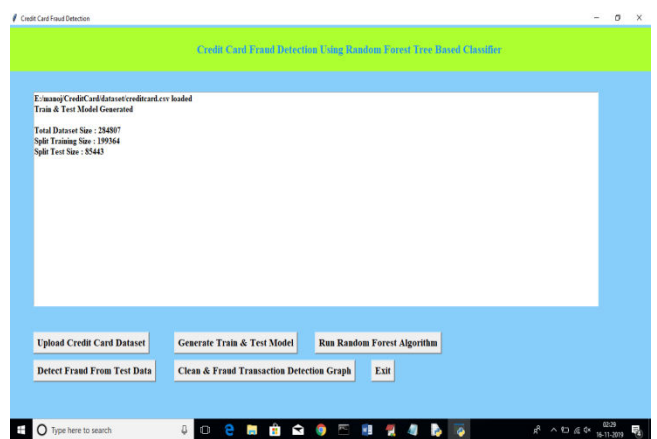 Credit Card Fraud Detection
Credit Card Fraud Detection Using Random Forest Tree Based Classifier
E:/manoj/CreditCard/dataset/creditcard.csv loaded
Train & Test Model Generated
Total Dataset Size : 284807
Split Training Size : 199364
Split Test Size : 85443
Upload Credit Card Dataset
Generate Train & Test Model
Run Random Forest Algorithm
Detect Fraud From Test Data
Clean & Fraud Transaction Detection Graph
Exit
Type here to search
02:29
16-11-2019